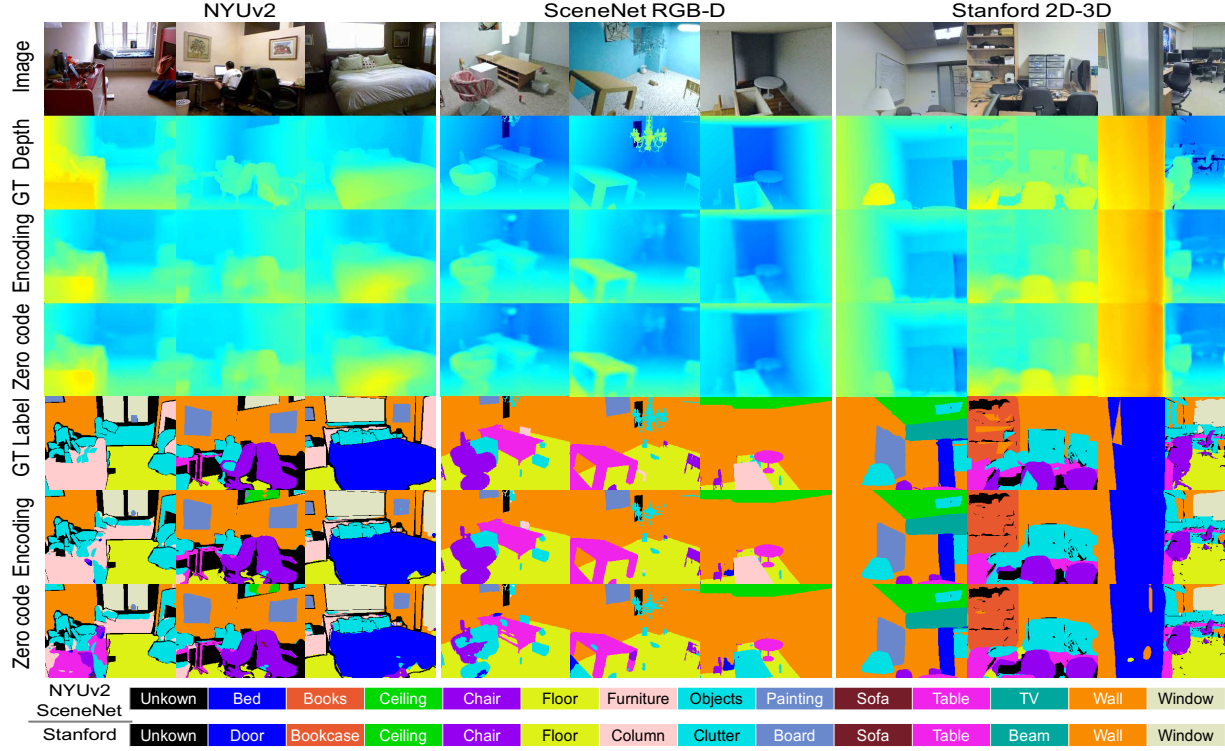 NYUv2 SceneNet RGB-D Stanford 2D-3D
Image
GT Depth
Encoding
Zero code
GT Label
Encoding
Zero code
NYUv2
SceneNet
Unkown Bed Books Ceiling Chair Floor Furniture Objects Painting Sofa Table TV Wall Window
Stanford Unkown Door Bookcase Ceiling Chair Floor Column Clutter Board Sofa Table Beam Wall Window